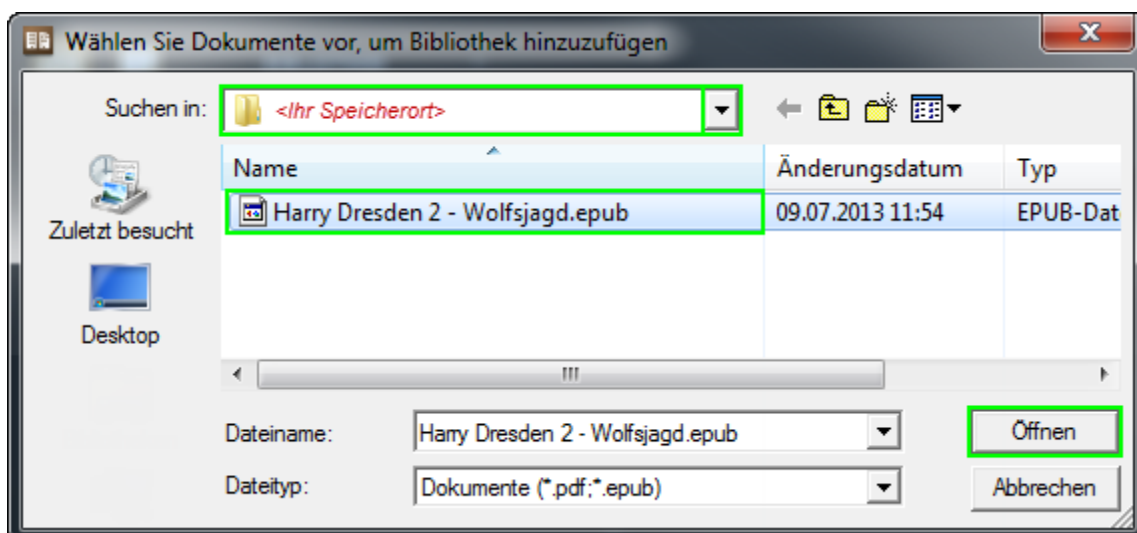 Wählen Sie Dokumente vor, um Bibliothek hinzuzufügen
Suchen in: <Ihr Speicherort>
Name Änderungsdatum Typ
Harry Dresden 2 - Wolfsjagd.epub 09.07.2013 11:54 EPUB-Dat
Zuletzt besucht
Desktop
Dateiname: Harry Dresden 2 - Wolfsjagd.epub Öffnen
Dateityp: Dokumente (*.pdf;*.epub) Abbrechen